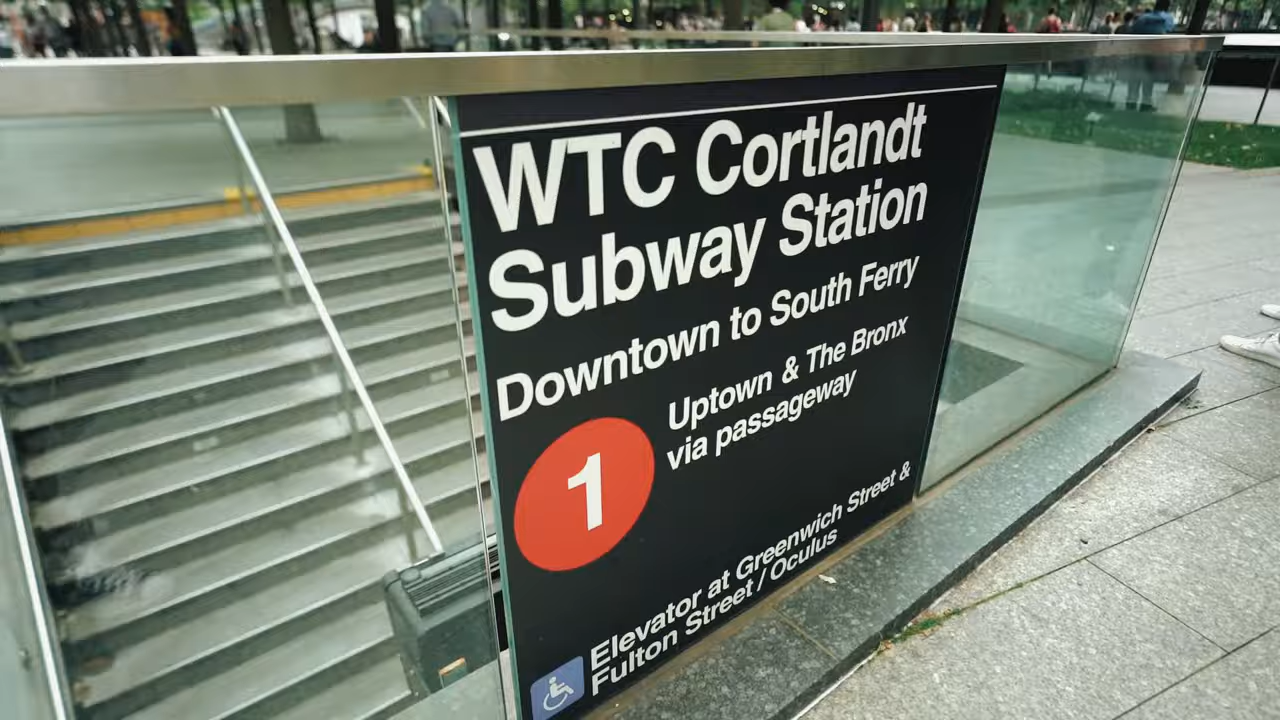 WTC Cortlandt
Subway Station
Downtown to South Ferry
Uptown & The Bronx
via passageway
1
Elevator at Greenwich Street &
Fulton Street / Oculus